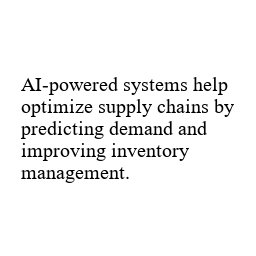 AI-powered systems help
optimize supply chains by
predicting demand and
improving inventory
management.